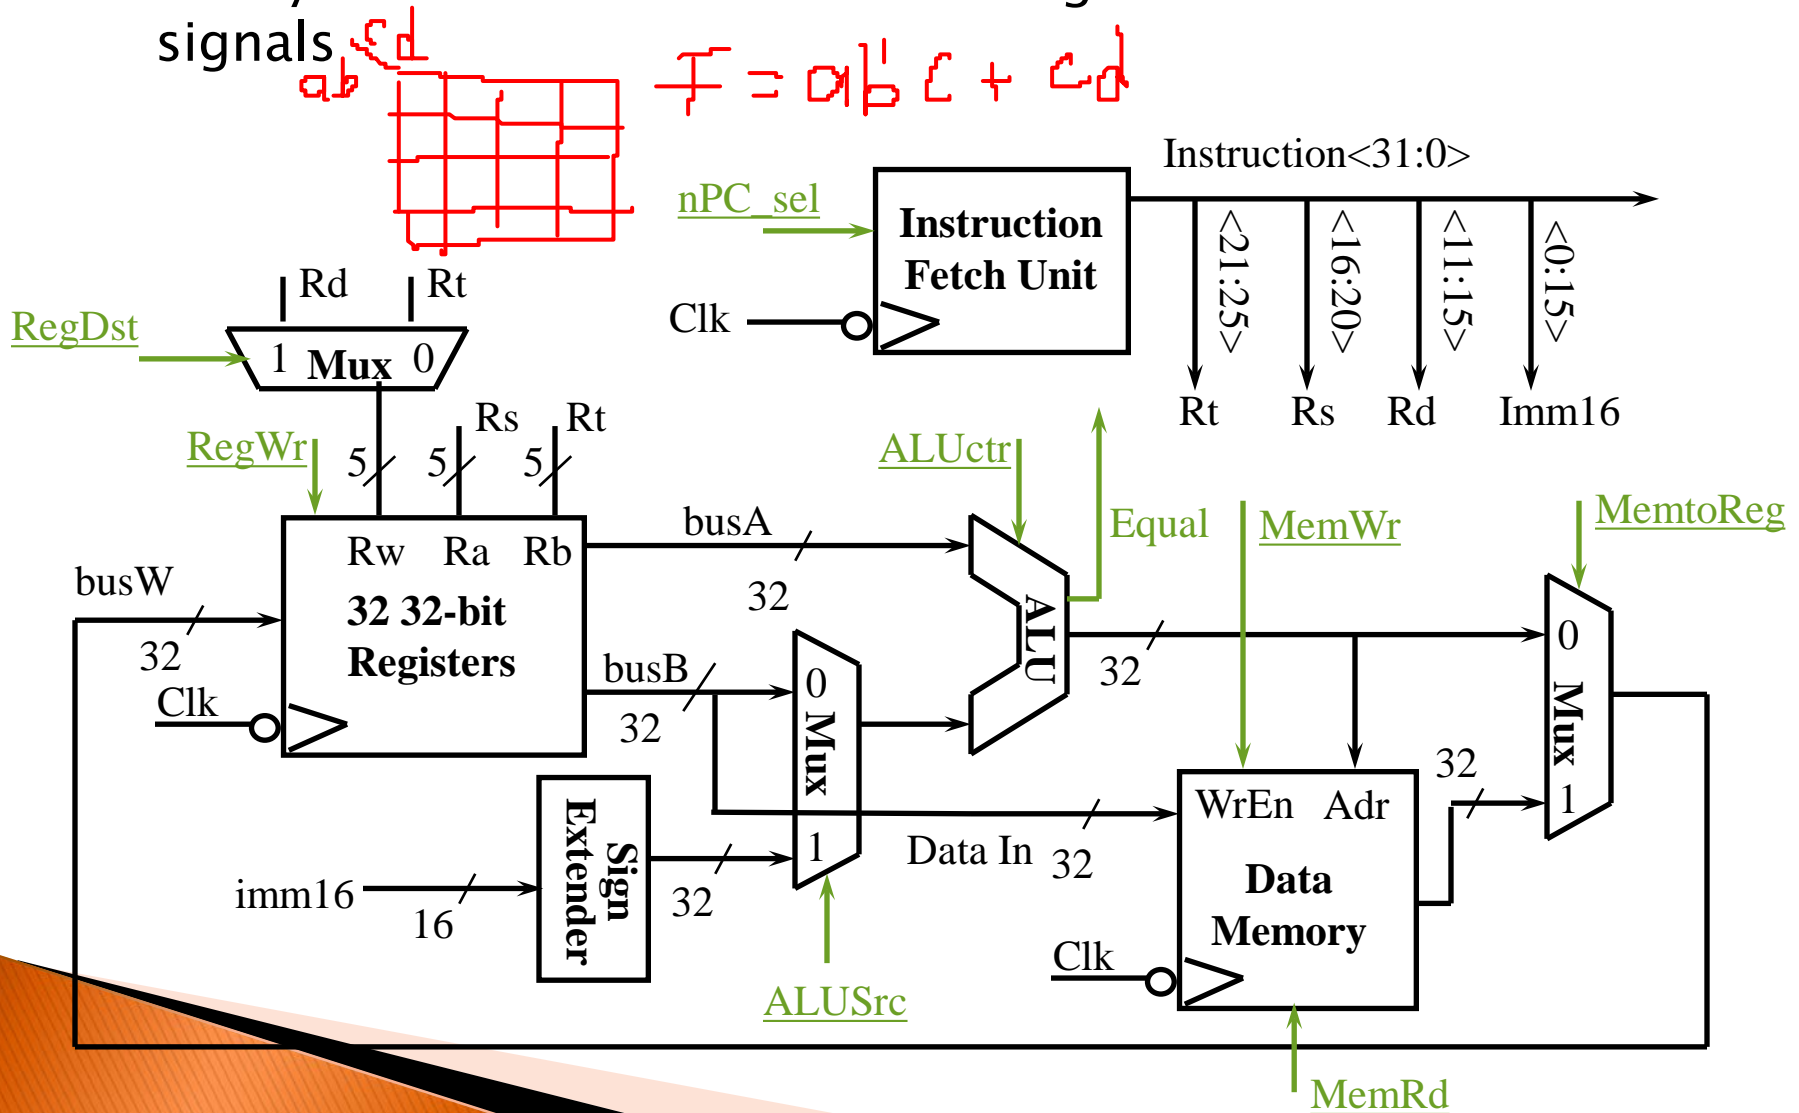 signals
cd
ab
F = ab'c + cd
Instruction<31:0>
nPC_sel
Instruction
Fetch Unit
Clk
<21:25>
<16:20>
<11:15>
<0:15>
Rt
Rs
Rd
Imm16
Rd
Rt
RegDst
1 Mux 0
RegWr
5
5
Rs
5
Rt
ALUctr
Equal
MemWr
MemtoReg
busW
32
Rw Ra Rb
32 32-bit
Registers
Clk
busA
32
busB
32
0
Mux
1
ALU
32
0
Mux
1
imm16
16
Sign
Extender
32
ALUSrc
Data In
32
WrEn Adr
Data
Memory
Clk
32
MemRd